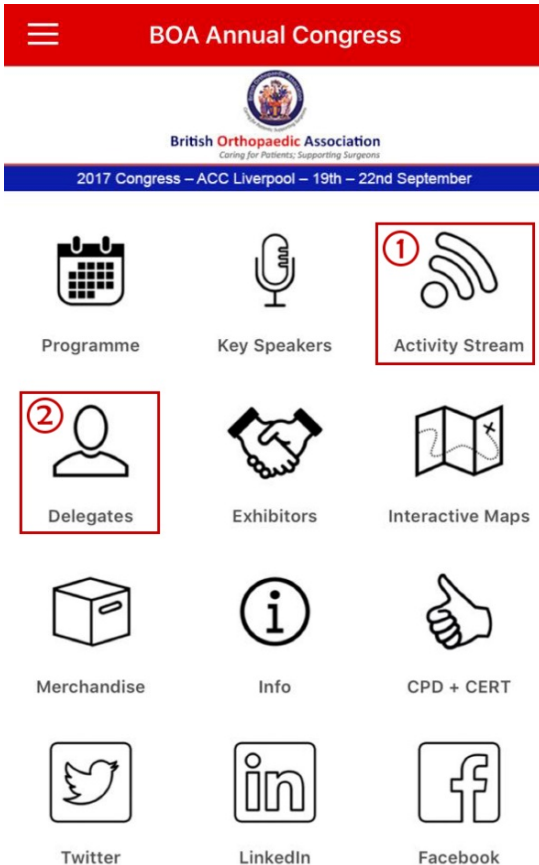 BOA Annual Congress
British Orthopaedic Association
Caring for Patients; Supporting Surgeons
2017 Congress – ACC Liverpool – 19th – 22nd September
①
Programme Key Speakers Activity Stream
②
Delegates Exhibitors Interactive Maps
Merchandise Info CPD + CERT
Twitter LinkedIn Facebook